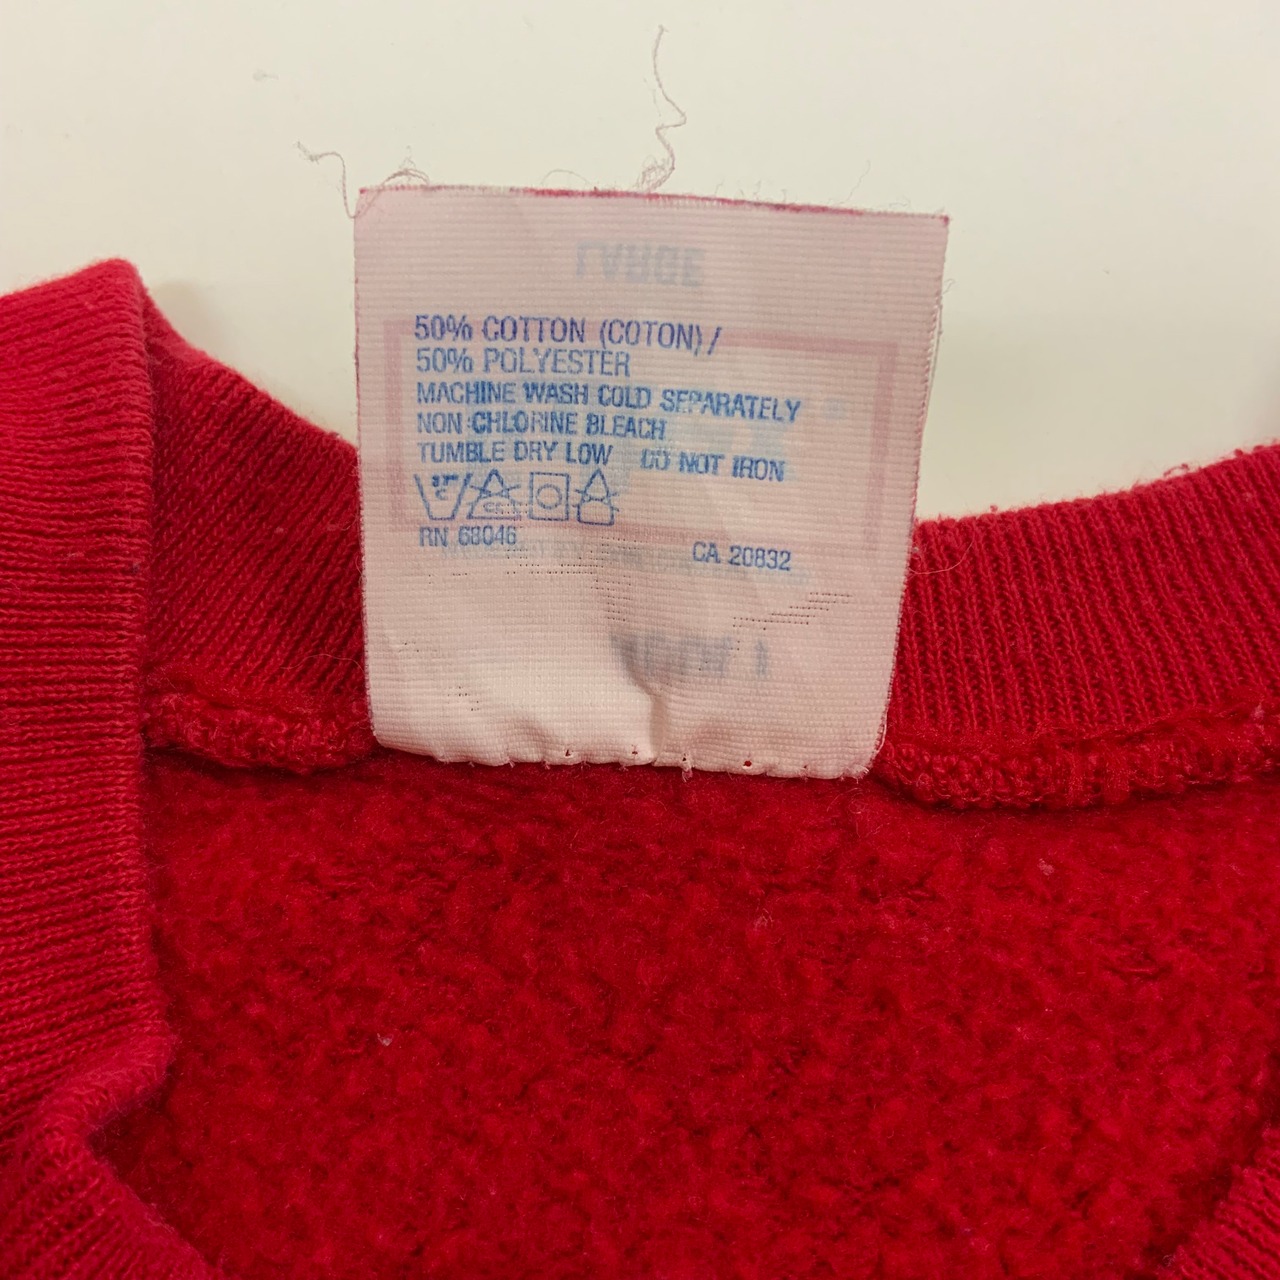 LARGE
50% COTTON (COTON) /
50% POLYESTER
MACHINE WASH COLD SEPARATELY
NON CHLORINE BLEACH
TUMBLE DRY LOW DO NOT IRON
RN 68046 CA 20832